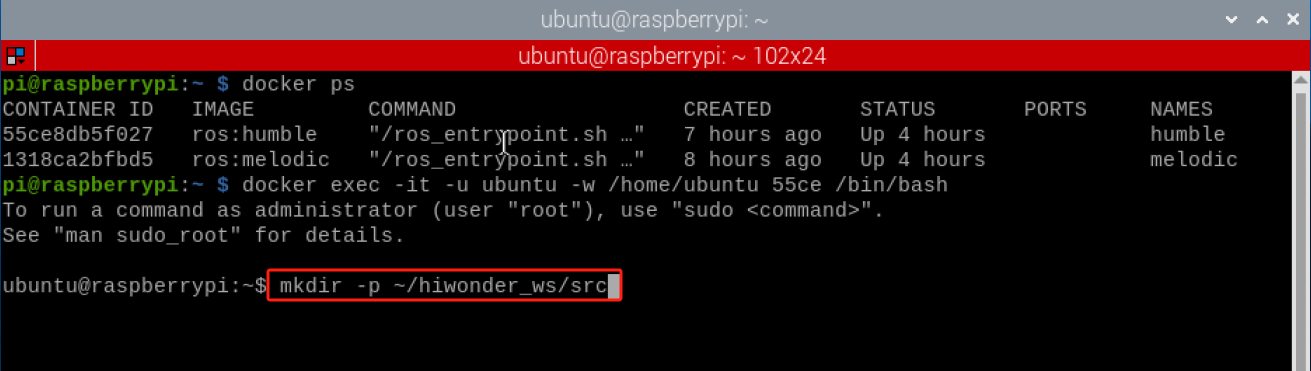 ubuntu@raspberrypi: ~
ubuntu@raspberrypi: ~ 102x24
pi@raspberrypi:~ $ docker ps
CONTAINER ID   IMAGE         COMMAND                  CREATED       STATUS       PORTS     NAMES
55ce8db5f027   ros:humble    "/ros_entrypoint.sh …"   7 hours ago   Up 4 hours             humble
1318ca2bfbd5   ros:melodic   "/ros_entrypoint.sh …"   8 hours ago   Up 4 hours             melodic
pi@raspberrypi:~ $ docker exec -it -u ubuntu -w /home/ubuntu 55ce /bin/bash
To run a command as administrator (user "root"), use "sudo <command>".
See "man sudo_root" for details.
ubuntu@raspberrypi:~$ mkdir -p ~/hiwonder_ws/src